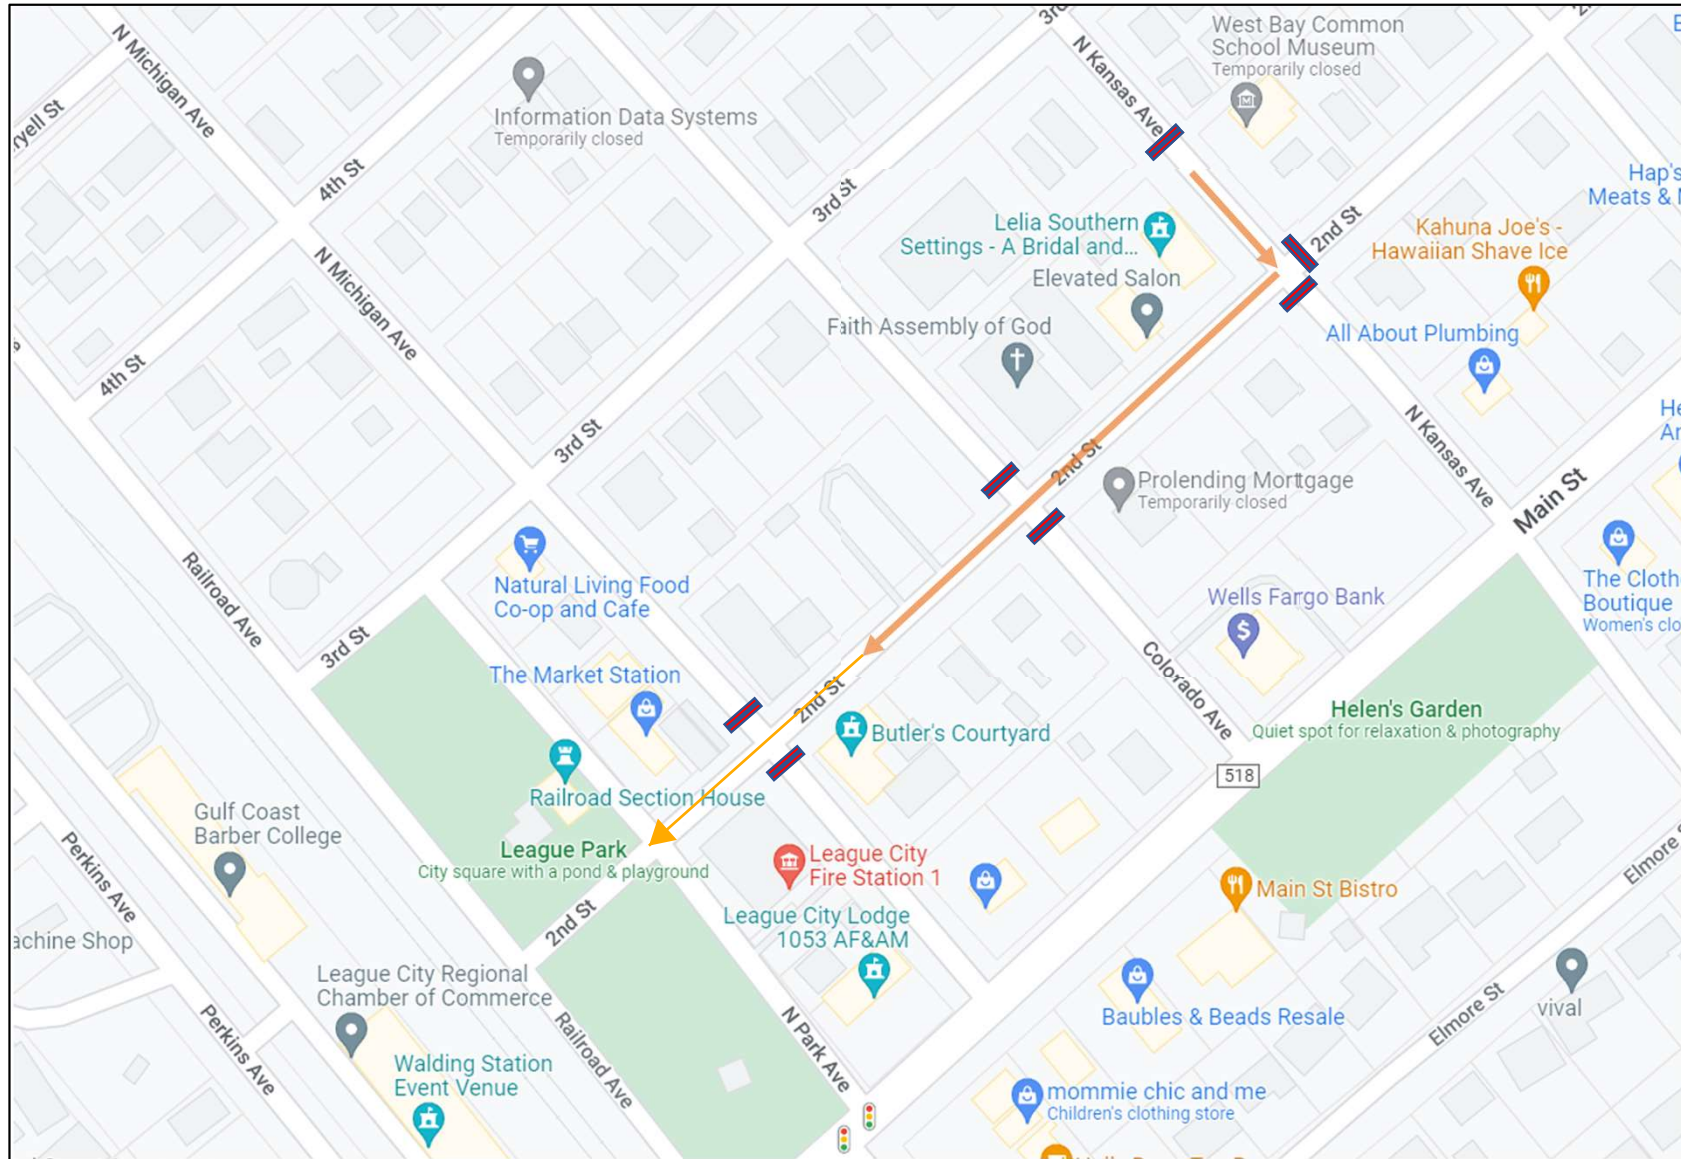 3rd
West Bay Common
School Museum
Temporarily closed
N Michigan Ave
N Kansas Ave
Information Data Systems
Temporarily closed
4th St
3rd St
Hap's
Meats &
Lelia Southern
Settings - A Bridal and...
2nd St
Kahuna Joe's -
Hawaiian Shave Ice
N Michigan Ave
Elevated Salon
Faith Assembly of God
All About Plumbing
4th St
3rd St
2nd St
N Kansas Ave
Prolending Mortgage
Temporarily closed
Main St
Railroad Ave
Natural Living Food
Co-op and Cafe
Wells Fargo Bank
The Cloth
Boutique
Women's clo
3rd St
The Market Station
2nd St
Colorado Ave
Helen's Garden
Quiet spot for relaxation & photography
Butler's Courtyard
518
Railroad Section House
Gulf Coast
Barber College
League Park
City square with a pond & playground
League City
Fire Station 1
Perkins Ave
Elmore
Main St Bistro
2nd St
League City Lodge
1053 AF&AM
achine Shop
League City Regional
Chamber of Commerce
Perkins Ave
Railroad Ave
N Park Ave
Baubles & Beads Resale
Elmore St
vival
Walding Station
Event Venue
mommie chic and me
Children's clothing store